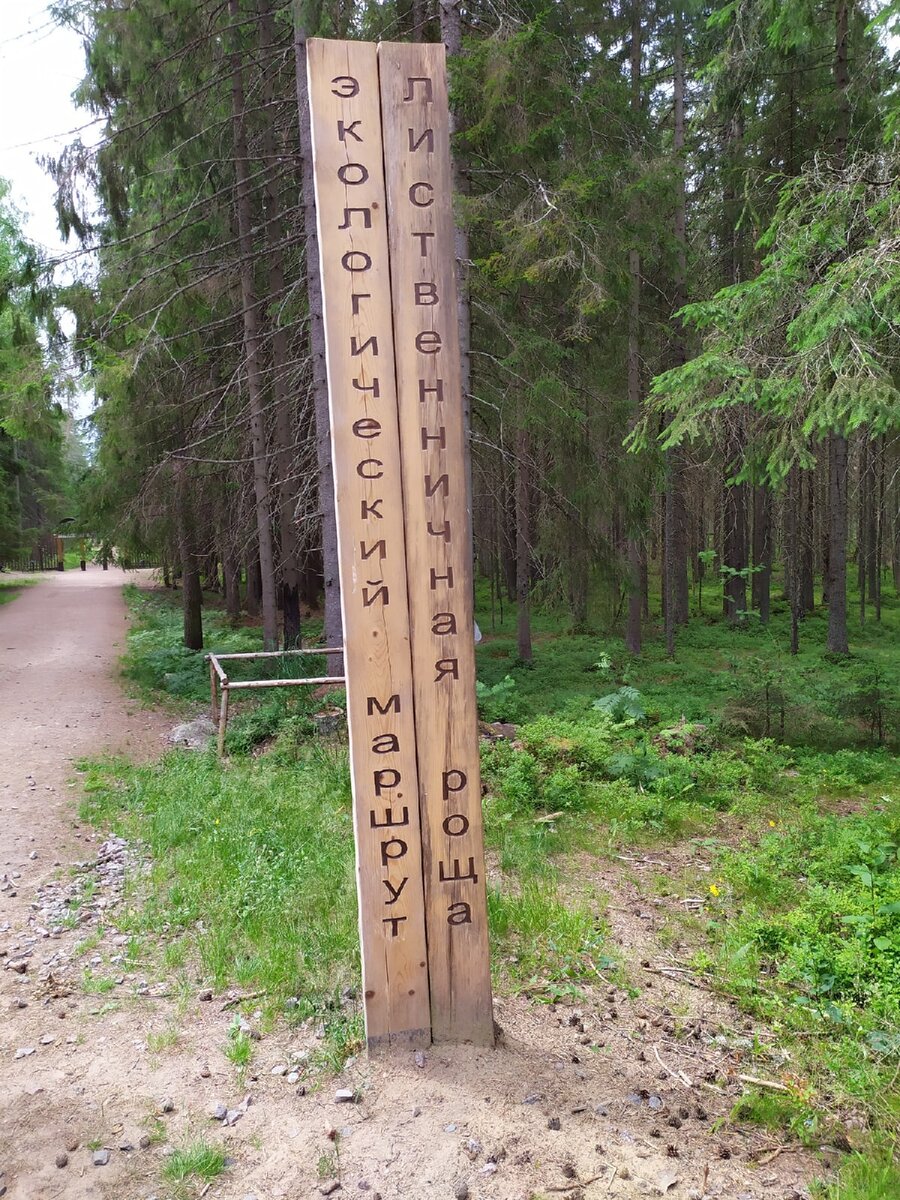 экологический маршрут
лиственничная роща